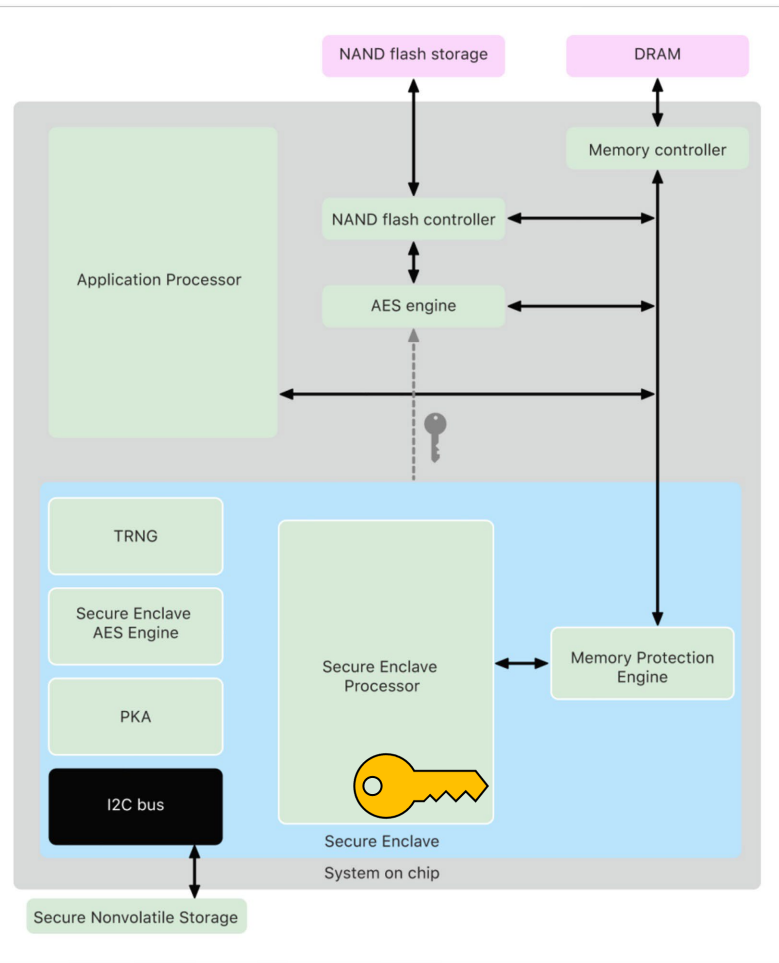 NAND flash storage
DRAM
Memory controller
NAND flash controller
Application Processor
AES engine
TRNG
Secure Enclave
AES Engine
Secure Enclave
Processor
Memory Protection
Engine
PKA
I2C bus
Secure Enclave
System on chip
Secure Nonvolatile Storage